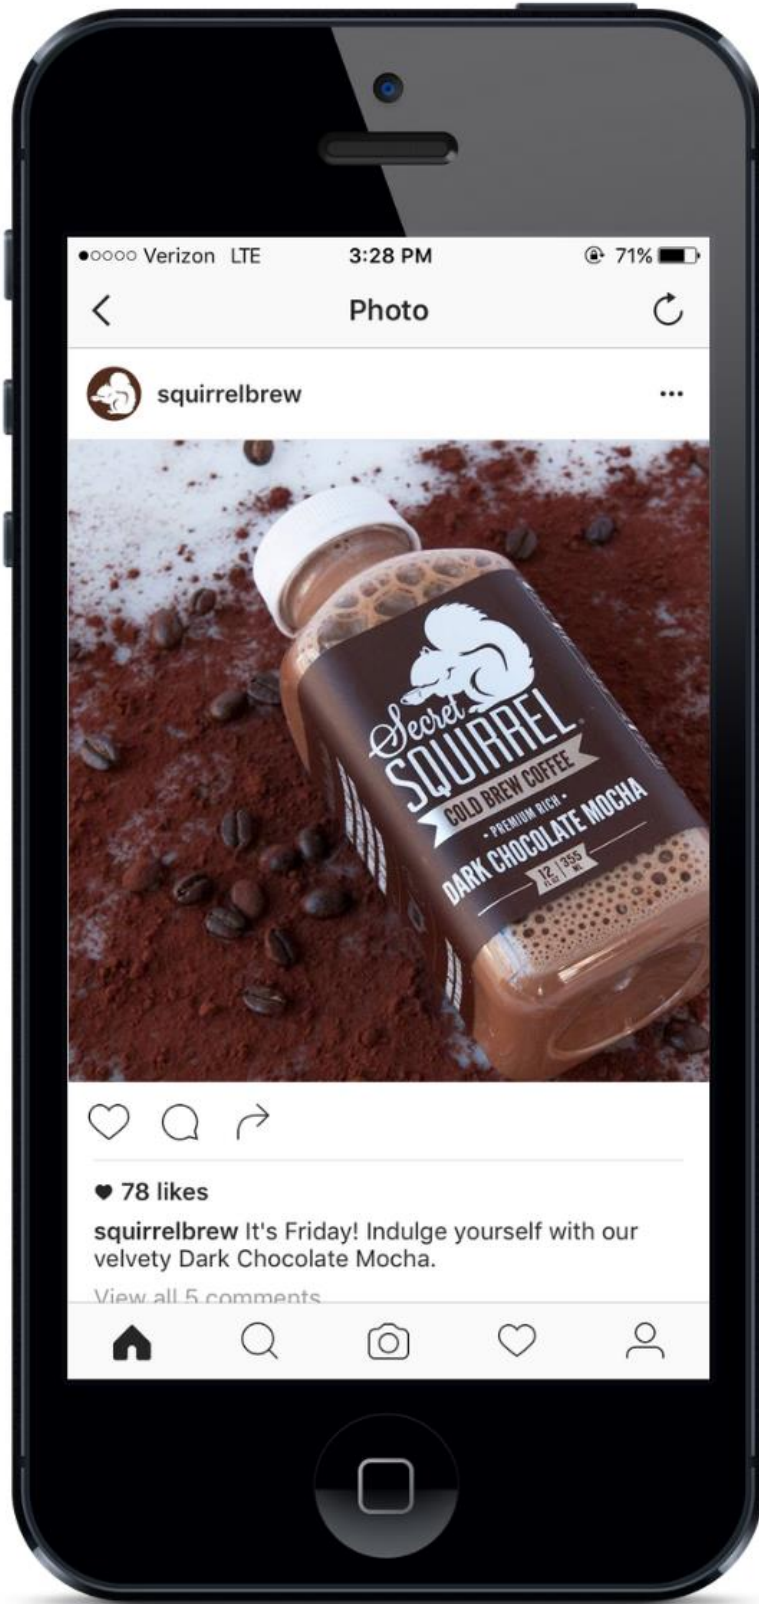 Verizon LTE 3:28 PM 71%
Photo
squirrelbrew
Secret
SQUIRREL
COLD BREW COFFEE
• PREMIUM RICH •
DARK CHOCOLATE MOCHA
12 FL OZ | 355 ML
78 likes
squirrelbrew It's Friday! Indulge yourself with our
velvety Dark Chocolate Mocha.
View all 5 comments